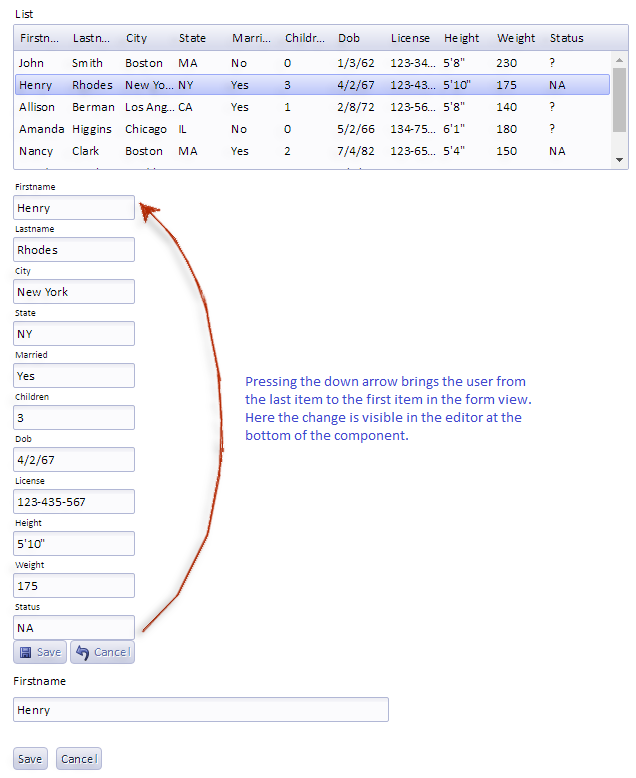 List
Firstn... Lastn... City State Marri... Childr... Dob License Height Weight Status
John Smith Boston MA No 0 1/3/62 123-34... 5'8" 230 ?
Henry Rhodes New Yo... NY Yes 3 4/2/67 123-43... 5'10" 175 NA
Allison Berman Los Ang... CA Yes 1 2/8/72 123-56... 5'8" 140 ?
Amanda Higgins Chicago IL No 0 5/2/66 134-75... 6'1" 180 ?
Nancy Clark Boston MA Yes 2 7/4/82 123-65... 5'4" 150 NA
Firstname
Henry
Lastname
Rhodes
City
New York
State
NY
Married
Yes
Children
3
Dob
4/2/67
License
123-435-567
Height
5'10"
Weight
175
Status
NA
Save Cancel
Pressing the down arrow brings the user from
the last item to the first item in the form view.
Here the change is visible in the editor at the
bottom of the component.
Firstname
Henry
Save Cancel